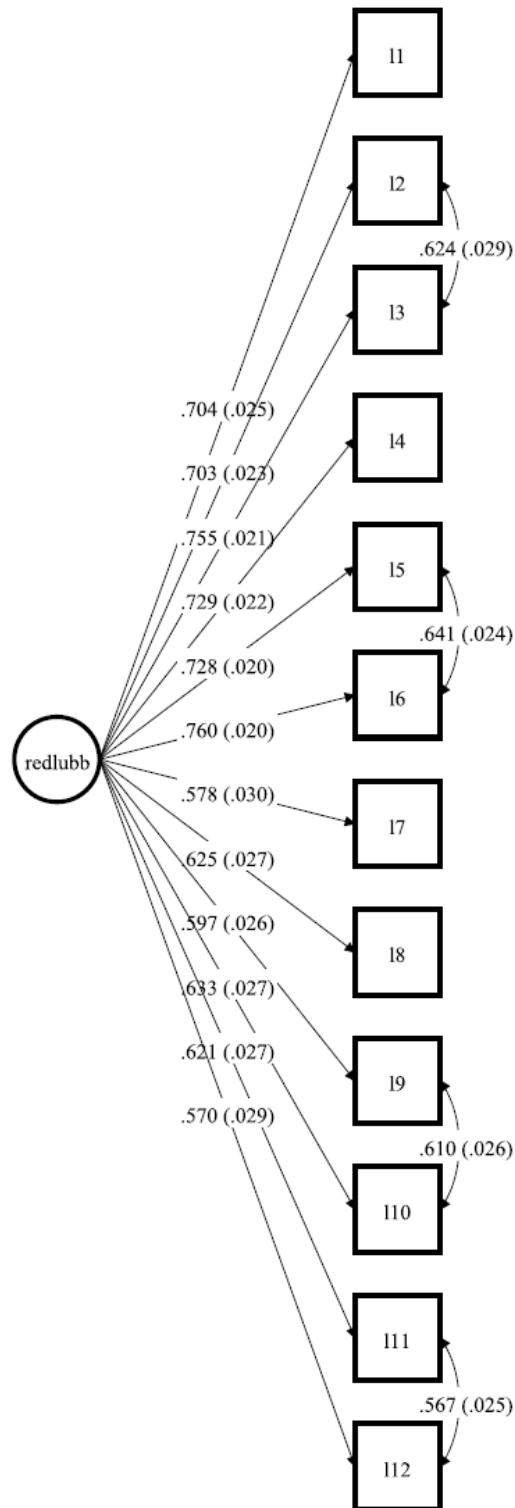 l1
l2
.624 (.029)
l3
.704 (.025)
l4
.703 (.023)
.755 (.021)
l5
.729 (.022)
.641 (.024)
.728 (.020)
l6
.760 (.020)
redlubb
.578 (.030)
l7
.625 (.027)
.597 (.026)
l8
.633 (.027)
.621 (.027)
l9
.570 (.029)
.610 (.026)
l10
l11
.567 (.025)
l12